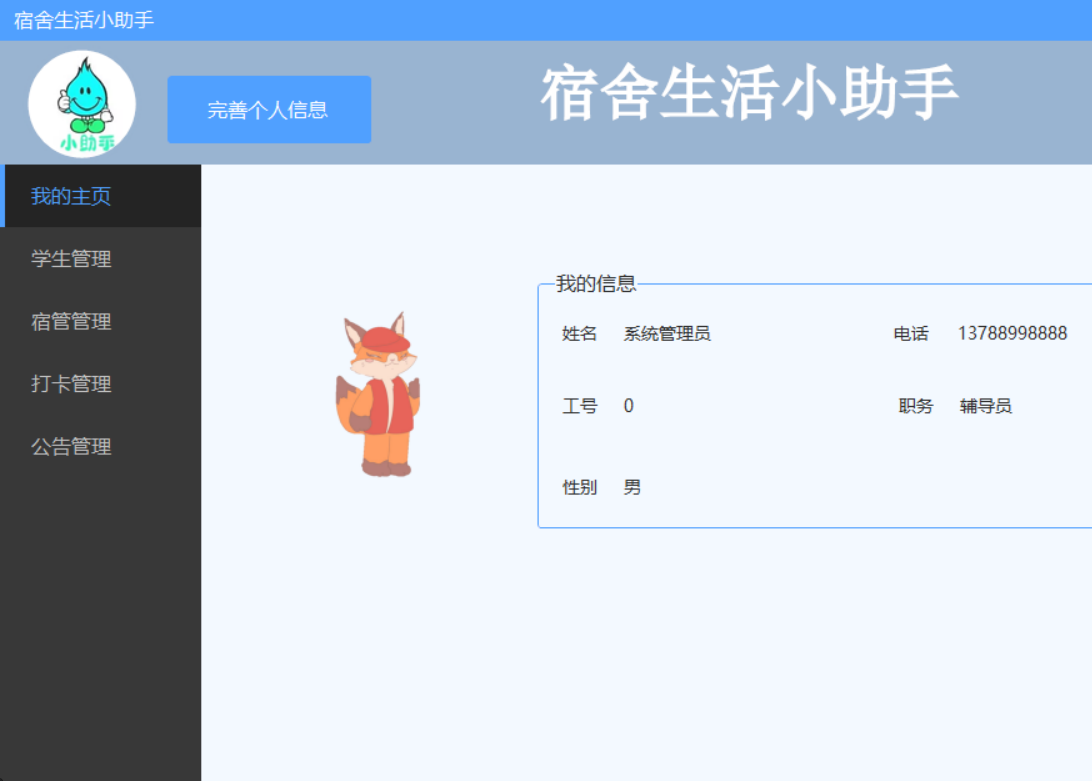 宿舍生活小助手
小助手
完善个人信息
宿舍生活小助手
我的主页
学生管理
宿管管理
打卡管理
公告管理
我的信息
姓名 系统管理员 电话 13788998888
工号 0 职务 辅导员
性别 男